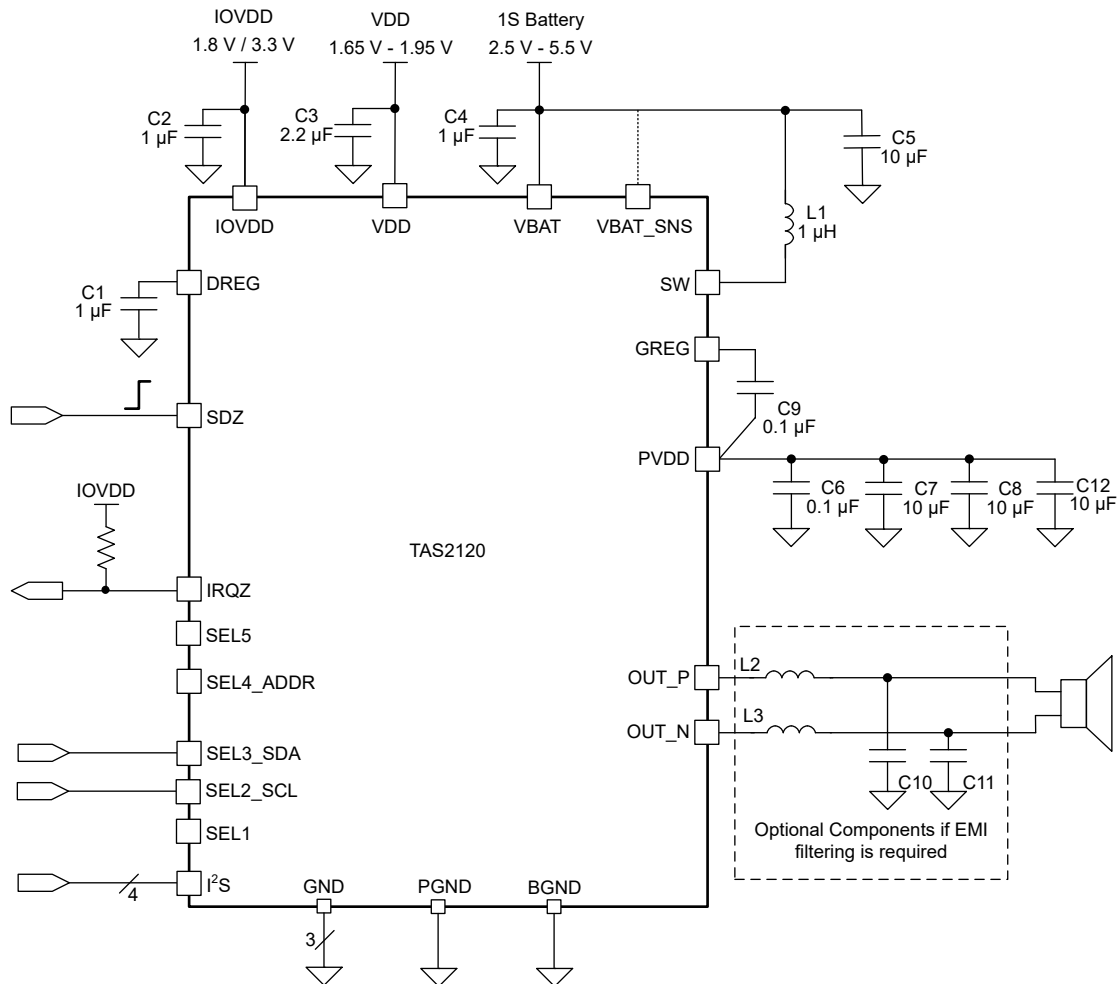 IOVDD
1.8 V / 3.3 V
VDD
1.65 V - 1.95 V
1S Battery
2.5 V - 5.5 V
C2
1 µF
C3
2.2 µF
C4
1 µF
C5
10 µF
L1
1 µH
IOVDD
VDD
VBAT
VBAT_SNS
DREG
C1
1 µF
SW
GREG
C9
0.1 µF
SDZ
PVDD
C6
0.1 µF
C7
10 µF
C8
10 µF
C12
10 µF
IOVDD
TAS2120
IRQZ
SEL5
SEL4_ADDR
SEL3_SDA
SEL2_SCL
SEL1
I²S
4
OUT_P
L2
OUT_N
L3
C10
C11
Optional Components if EMI
filtering is required
GND
PGND
BGND
3